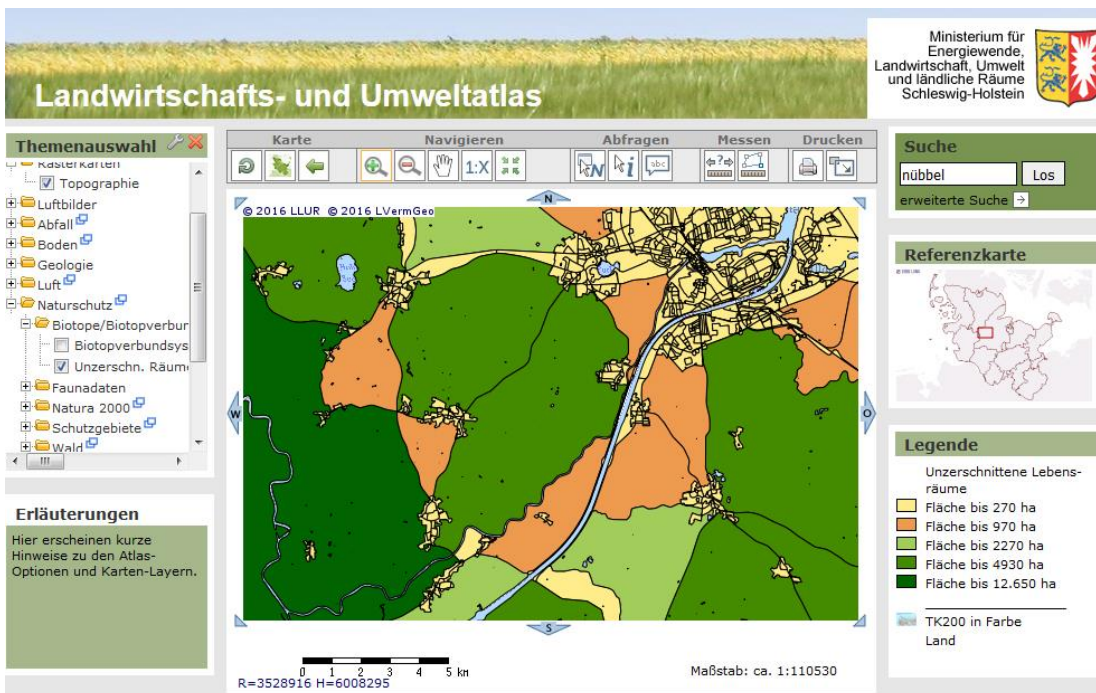 Landwirtschafts- und Umweltatlas
Ministerium für
Energiewende,
Landwirtschaft, Umwelt
und ländliche Räume
Schleswig-Holstein
Themenauswahl
Rasterkarten
Topographie
Luftbilder
Abfall
Boden
Geologie
Luft
Naturschutz
Biotope/Biotopverbur
Biotopverbundsys
Unzerschn. Räum
Faunadaten
Natura 2000
Schutzgebiete
Wald
Erläuterungen
Hier erscheinen kurze
Hinweise zu den Atlas-
Optionen und Karten-Layern.
Karte Navigieren Abfragen Messen Drucken
1:X N i abc ?
N
© 2016 LLUR © 2016 LVermGeo
W O
S
0 1 2 3 4 5 km
R=3528916 H=6008295
Maßstab: ca. 1:110530
Suche
nübbel Los
erweiterte Suche
Referenzkarte
Legende
Unzerschnittene Lebens-
räume
Fläche bis 270 ha
Fläche bis 970 ha
Fläche bis 2270 ha
Fläche bis 4930 ha
Fläche bis 12.650 ha
TK200 in Farbe
Land